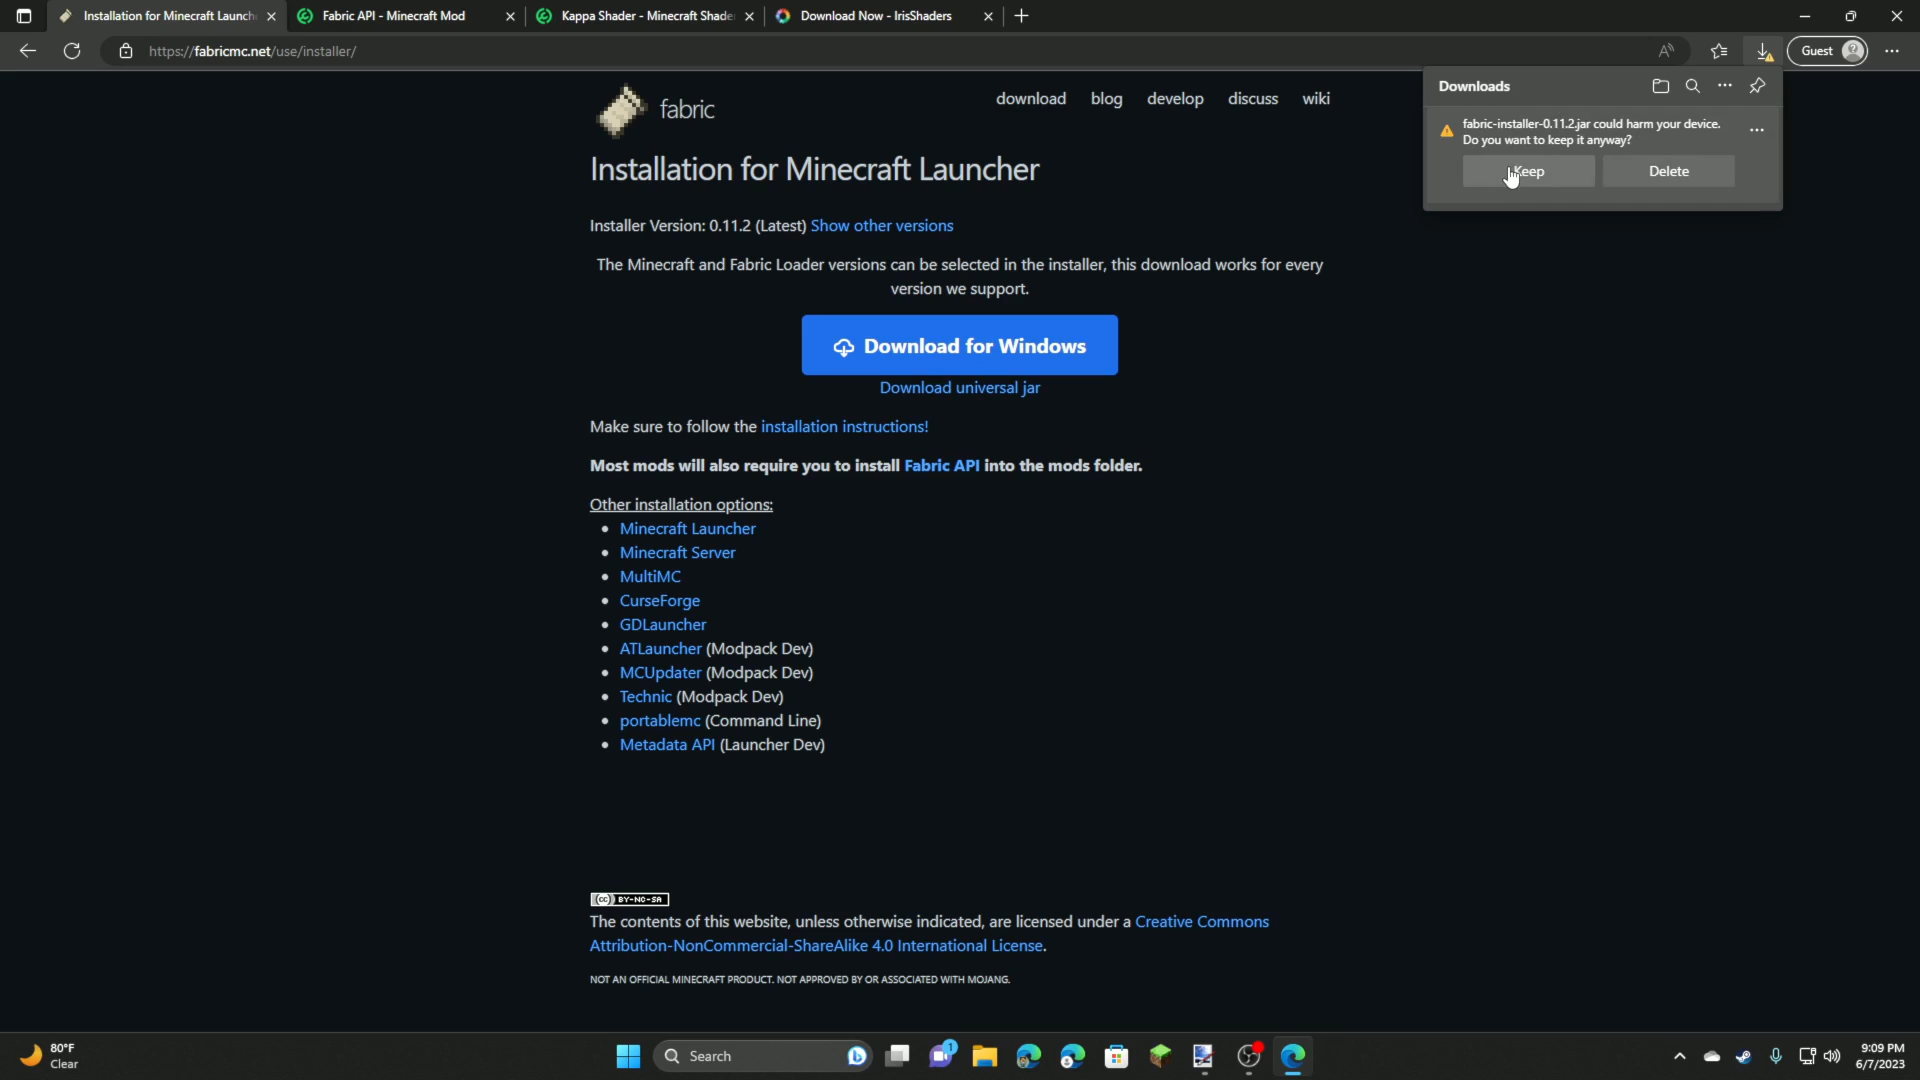 Installation for Minecraft Launch
Fabric API - Minecraft Mod
Kappa Shader - Minecraft Shade
Download Now - IrisShaders
https://fabricmc.net/use/installer/
Guest
Downloads
fabric-installer-0.11.2.jar could harm your device.
Do you want to keep it anyway?
Keep
Delete
fabric
download
blog
develop
discuss
wiki
Installation for Minecraft Launcher
Installer Version: 0.11.2 (Latest) Show other versions
The Minecraft and Fabric Loader versions can be selected in the installer, this download works for every
version we support.
Download for Windows
Download universal jar
Make sure to follow the installation instructions!
Most mods will also require you to install Fabric API into the mods folder.
Other installation options:
Minecraft Launcher
Minecraft Server
MultiMC
CurseForge
GDLauncher
ATLauncher (Modpack Dev)
MCUpdater (Modpack Dev)
Technic (Modpack Dev)
portablemc (Command Line)
Metadata API (Launcher Dev)
(cc) BY-NC-SA
The contents of this website, unless otherwise indicated, are licensed under a Creative Commons
Attribution-NonCommercial-ShareAlike 4.0 International License.
NOT AN OFFICIAL MINECRAFT PRODUCT. NOT APPROVED BY OR ASSOCIATED WITH MOJANG.
80°F
Clear
Search
1
9:09 PM
6/7/2023